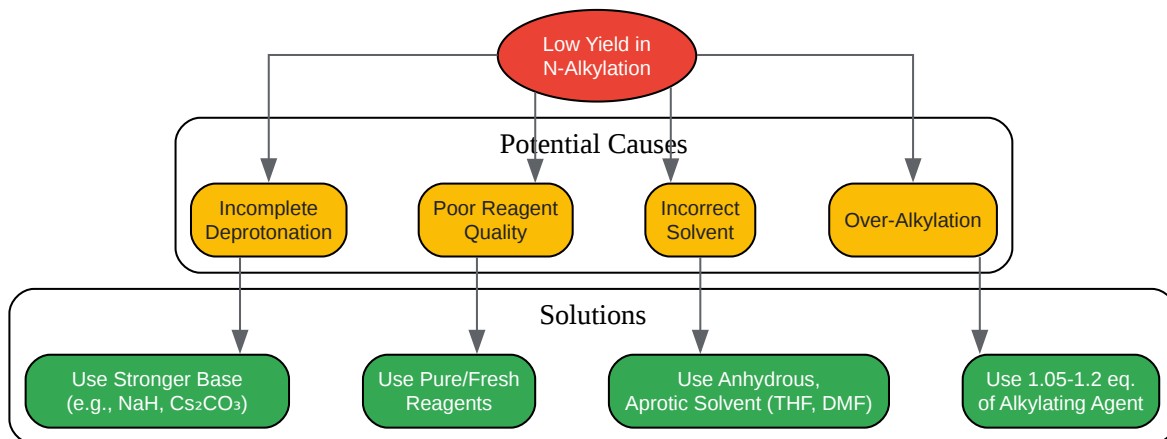 Low Yield in
N-Alkylation
Potential Causes
Incomplete
Deprotonation
Poor Reagent
Quality
Incorrect
Solvent
Over-Alkylation
Solutions
Use Stronger Base
(e.g., NaH, Cs₂CO₃)
Use Pure/Fresh
Reagents
Use Anhydrous,
Aprotic Solvent (THF, DMF)
Use 1.05-1.2 eq.
of Alkylating Agent